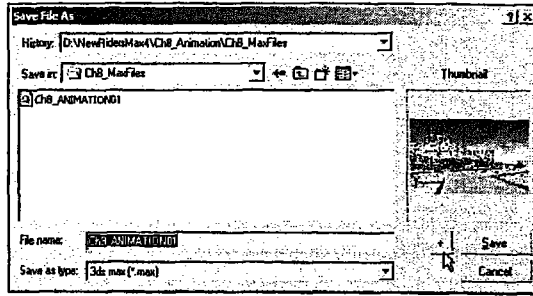 Save File As
History: D:\NewRidersMax4\Ch8_Animation\Ch8_MaxFiles
Save in: Ch8_MaxFiles
Thumbnail
Ch8_ANIMATION01
File name: Ch8_ANIMATION01
+ Save
Save as type: 3ds max (*.max)
Cancel